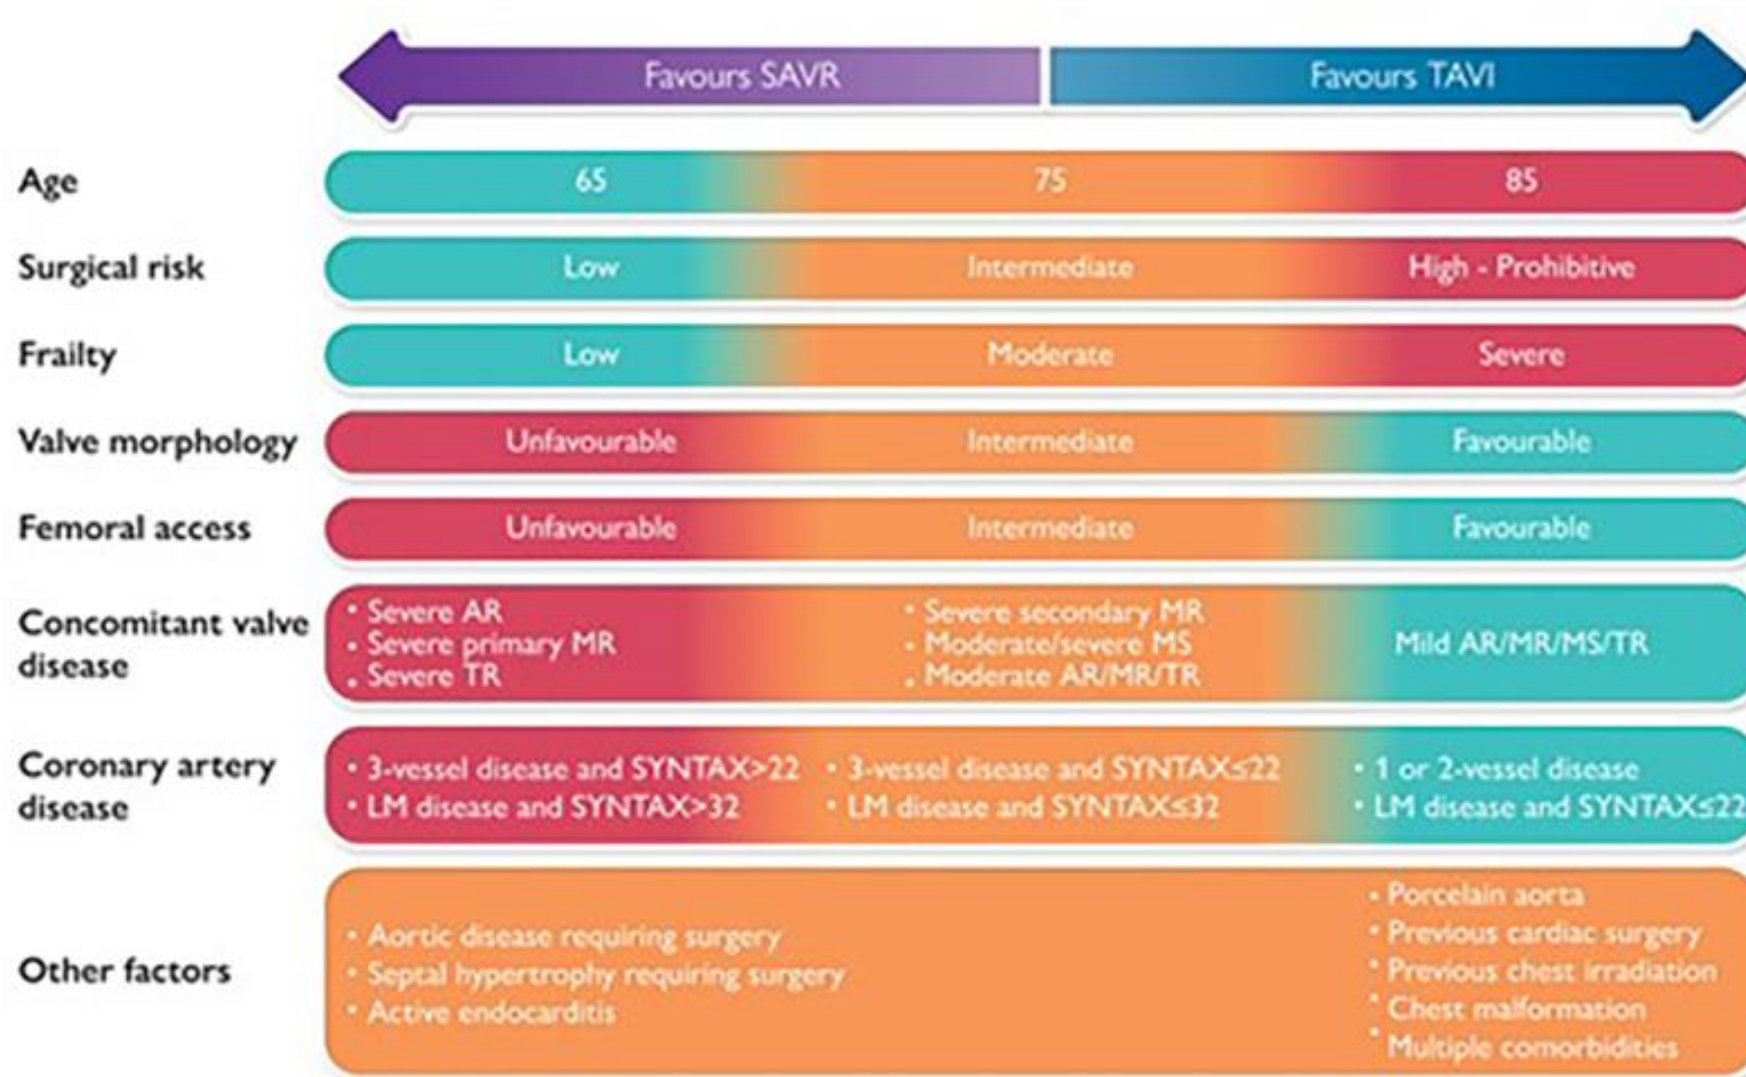 Favours SAVR Favours TAVI
Age 65 75 85
Surgical risk Low Intermediate High - Prohibitive
Frailty Low Moderate Severe
Valve morphology Unfavourable Intermediate Favourable
Femoral access Unfavourable Intermediate Favourable
Concomitant valve
disease
• Severe AR
• Severe primary MR
• Severe TR
• Severe secondary MR
• Moderate/severe MS
• Moderate AR/MR/TR
Mild AR/MR/MS/TR
Coronary artery
disease
• 3-vessel disease and SYNTAX>22
• LM disease and SYNTAX>32
• 3-vessel disease and SYNTAX≤22
• LM disease and SYNTAX≤32
• 1 or 2-vessel disease
• LM disease and SYNTAX≤22
Other factors
• Aortic disease requiring surgery
• Septal hypertrophy requiring surgery
• Active endocarditis
• Porcelain aorta
• Previous cardiac surgery
• Previous chest irradiation
• Chest malformation
• Multiple comorbidities